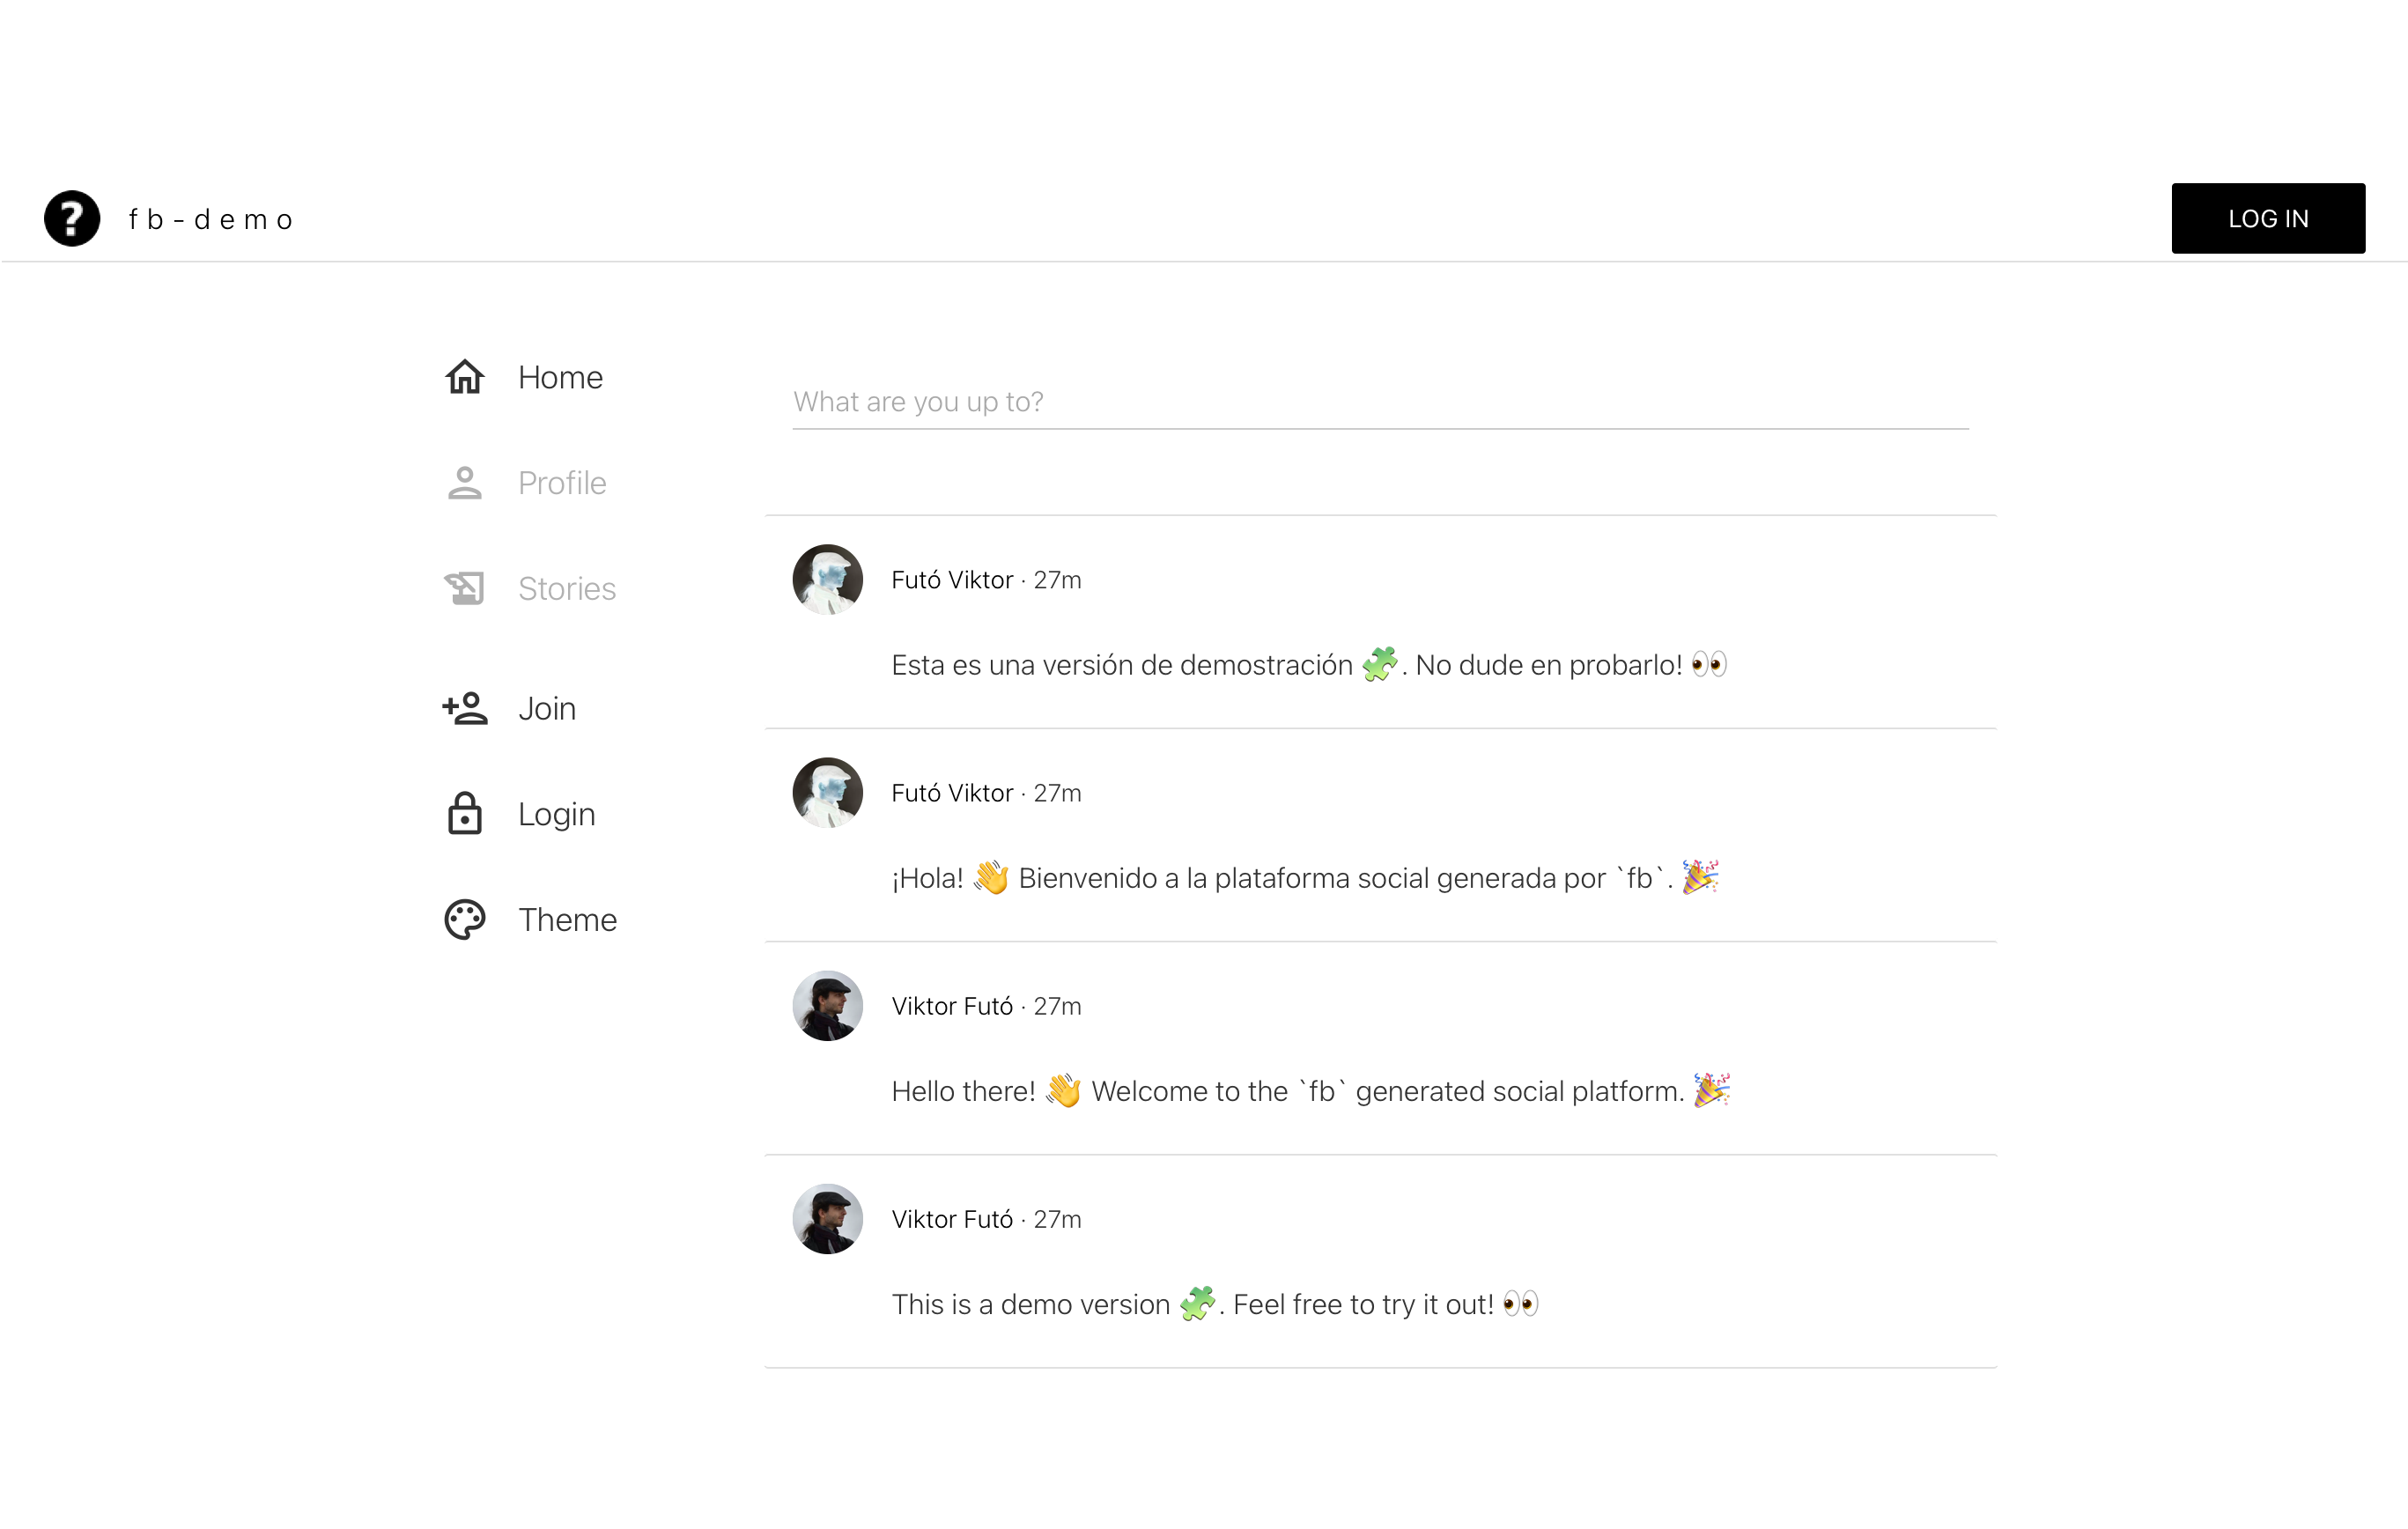 fb-demo
LOG IN
Home
Profile
Stories
Join
Login
Theme
What are you up to?
Futó Viktor · 27m
Esta es una versión de demostración 🧩. No dude en probarlo! 👀
Futó Viktor · 27m
¡Hola! 👋 Bienvenido a la plataforma social generada por `fb`. 🎉
Viktor Futó · 27m
Hello there! 👋 Welcome to the `fb` generated social platform. 🎉
Viktor Futó · 27m
This is a demo version 🧩. Feel free to try it out! 👀